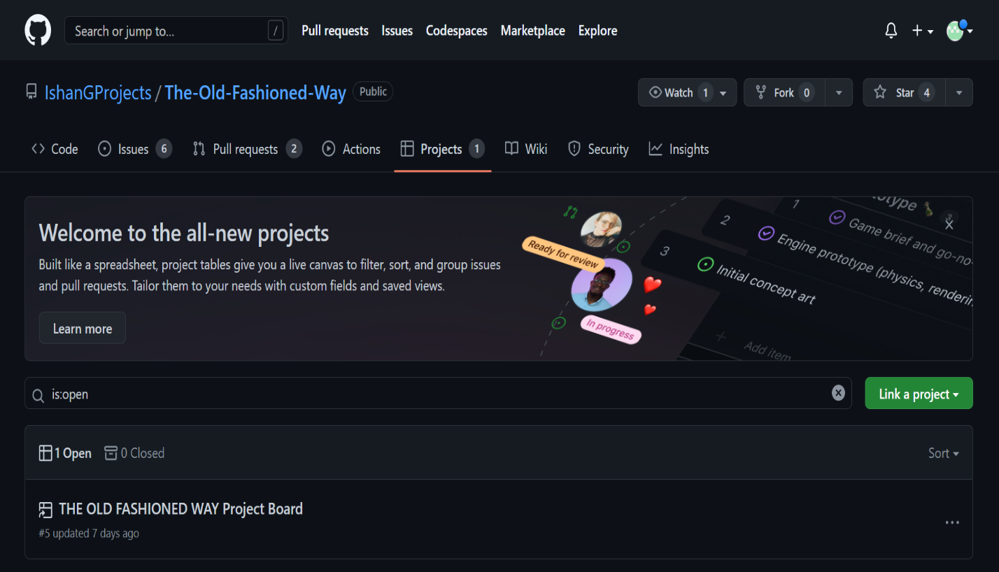 Search or jump to... /
Pull requests Issues Codespaces Marketplace Explore
IshanGProjects / The-Old-Fashioned-Way Public
Watch 1 Fork 0 Star 4
Code Issues 6 Pull requests 2 Actions Projects 1 Wiki Security Insights
Welcome to the all-new projects
Built like a spreadsheet, project tables give you a live canvas to filter, sort, and group issues
and pull requests. Tailor them to your needs with custom fields and saved views.
Learn more
Ready for review
In progress
3
1 Game brief and go-no-
2 Engine prototype (physics, renderin
3 Initial concept art
+ Add item
is:open
Link a project
1 Open 0 Closed
Sort
THE OLD FASHIONED WAY Project Board
#5 updated 7 days ago